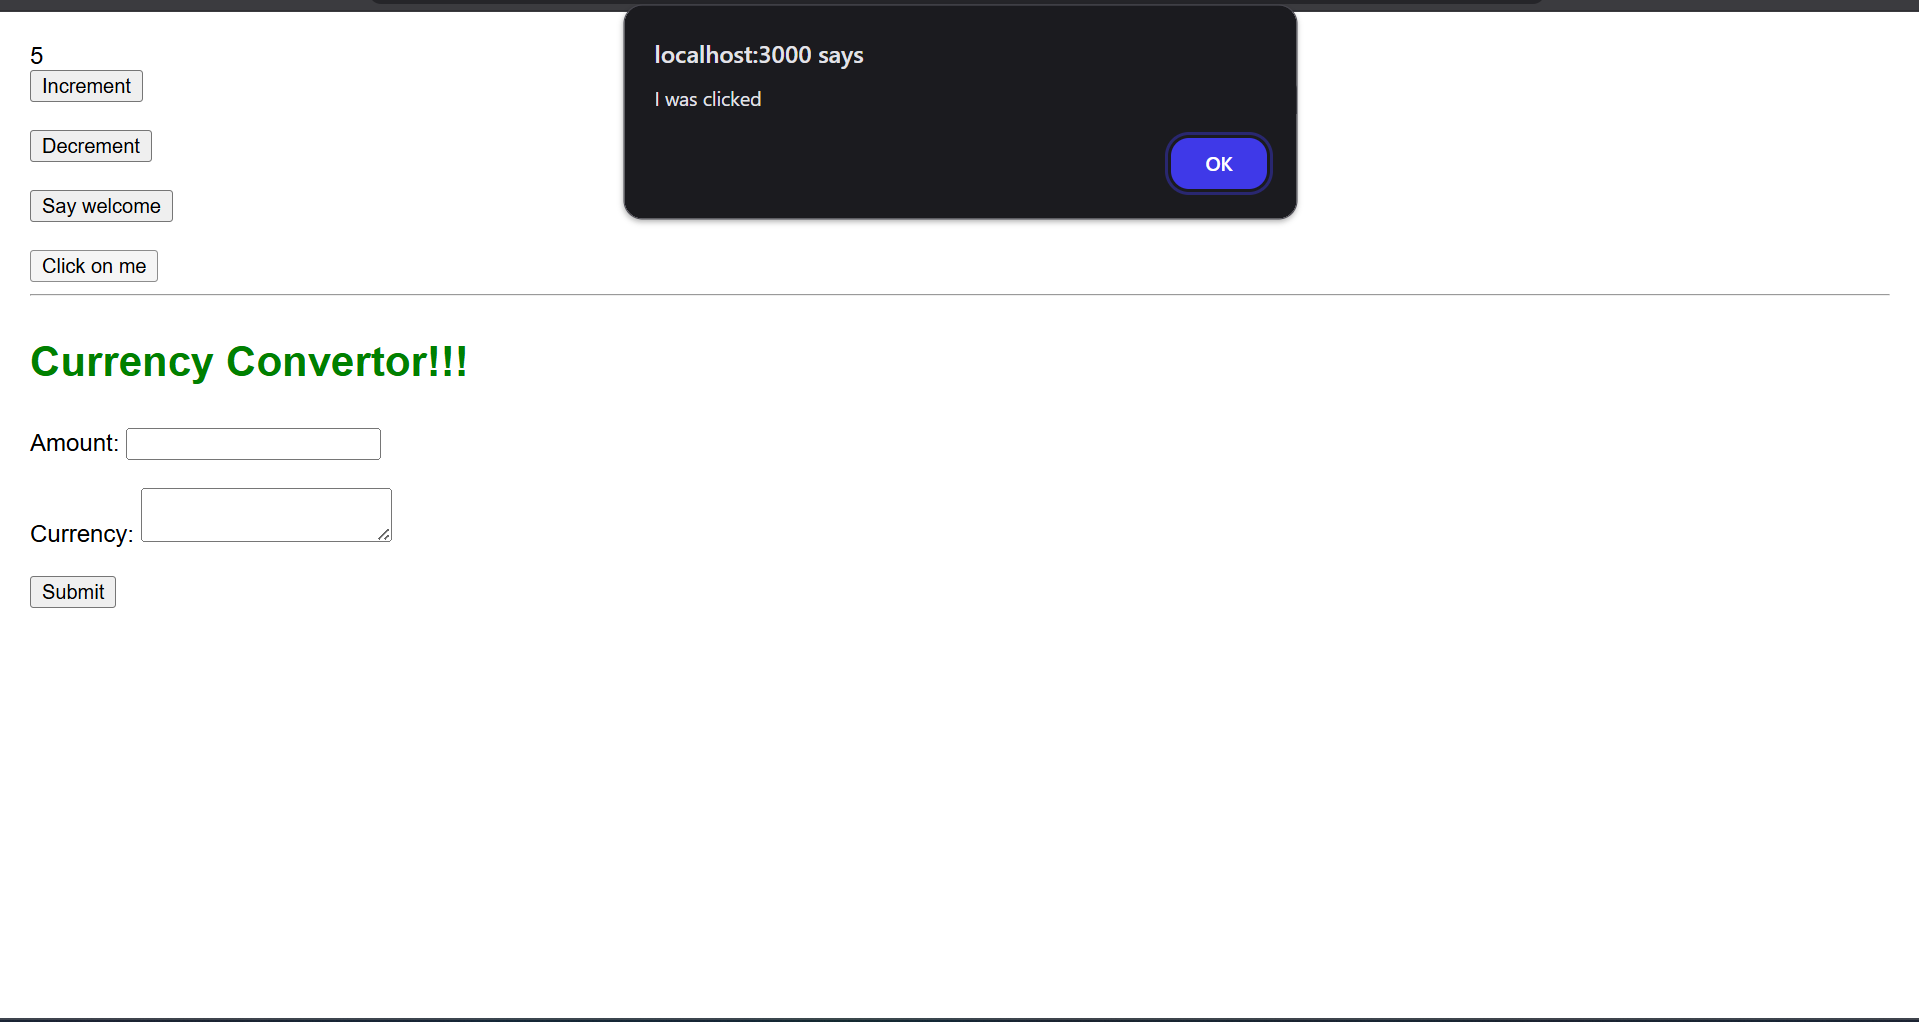 localhost:3000 says
I was clicked
OK
5
Increment
Decrement
Say welcome
Click on me
Currency Convertor!!!
Amount:
Currency:
Submit